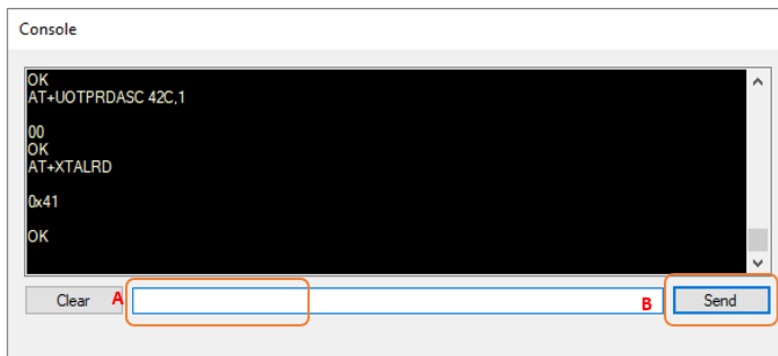 Console
OK
AT+UOTPRDASC 42C,1
00
OK
AT+XTALRD
0x41
OK
Clear A B Send